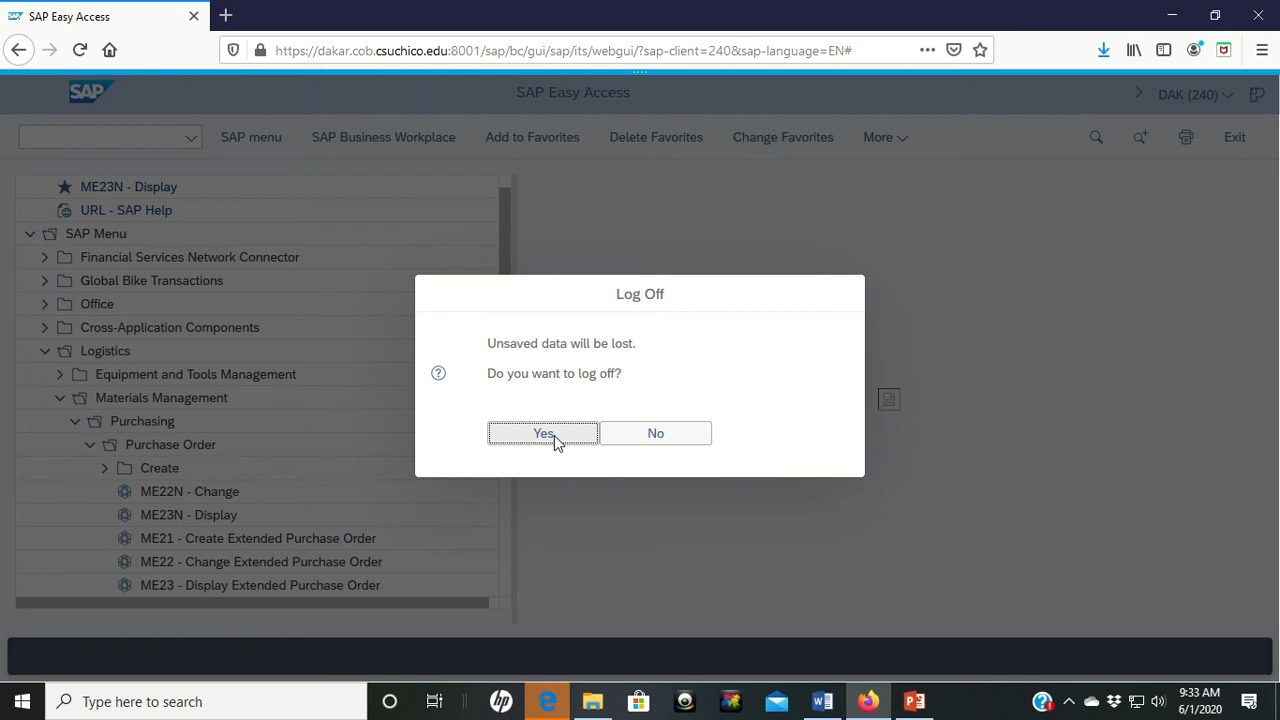 SAP SAP Easy Access
https://dakar.cob.csuchico.edu:8001/sap/bc/gui/sap/its/webgui/?sap-client=240&sap-language=EN#
SAP SAP Easy Access DAK (240)
SAP menu SAP Business Workplace Add to Favorites Delete Favorites Change Favorites More Exit
ME23N - Display
URL - SAP Help
SAP Menu
Financial Services Network Connector
Global Bike Transactions
Office
Cross-Application Components
Logistics
Equipment and Tools Management
Materials Management
Purchasing
Purchase Order
Create
ME22N - Change
ME23N - Display
ME21 - Create Extended Purchase Order
ME22 - Change Extended Purchase Order
ME23 - Display Extended Purchase Order
Log Off
Unsaved data will be lost.
Do you want to log off?
Yes No
Type here to search
9:33 AM
6/1/2020